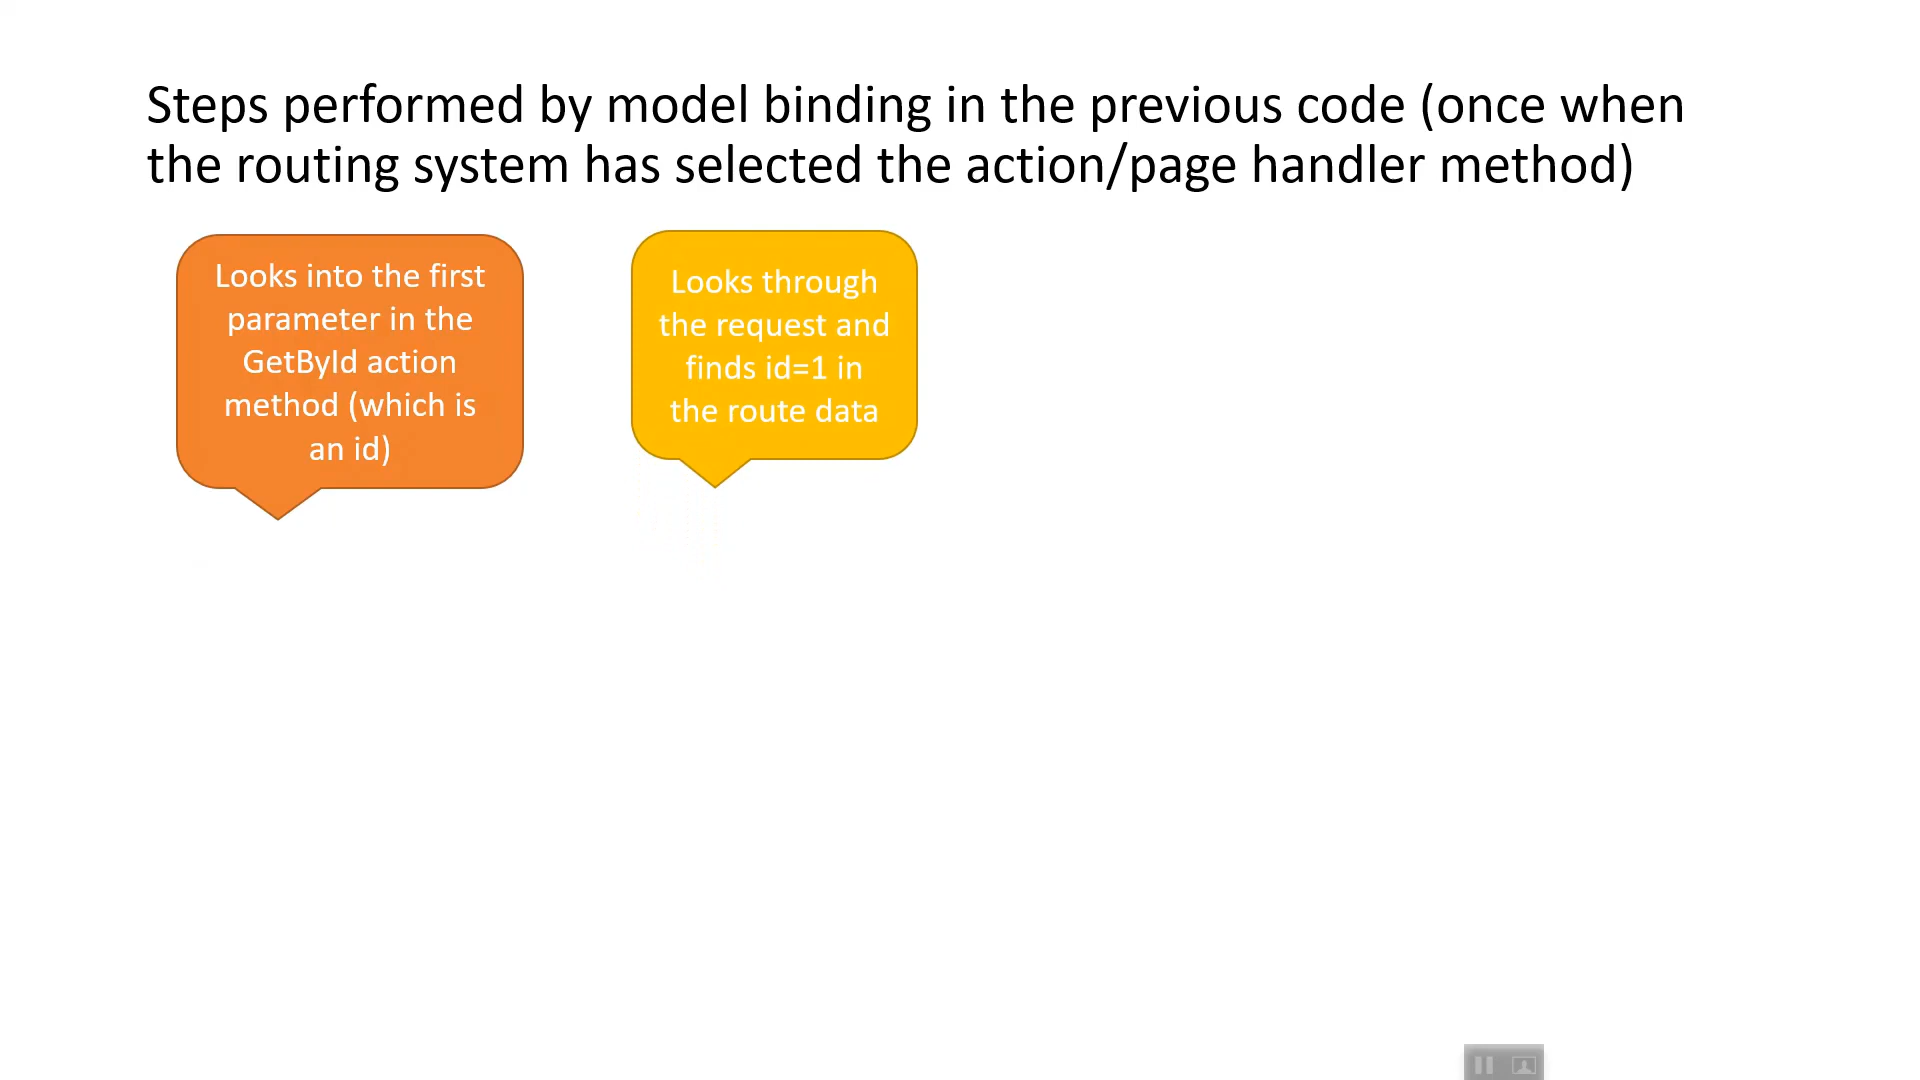 Steps performed by model binding in the previous code (once when
the routing system has selected the action/page handler method)
Looks into the first
parameter in the
GetById action
method (which is
an id)
Looks through
the request and
finds id=1 in
the route data